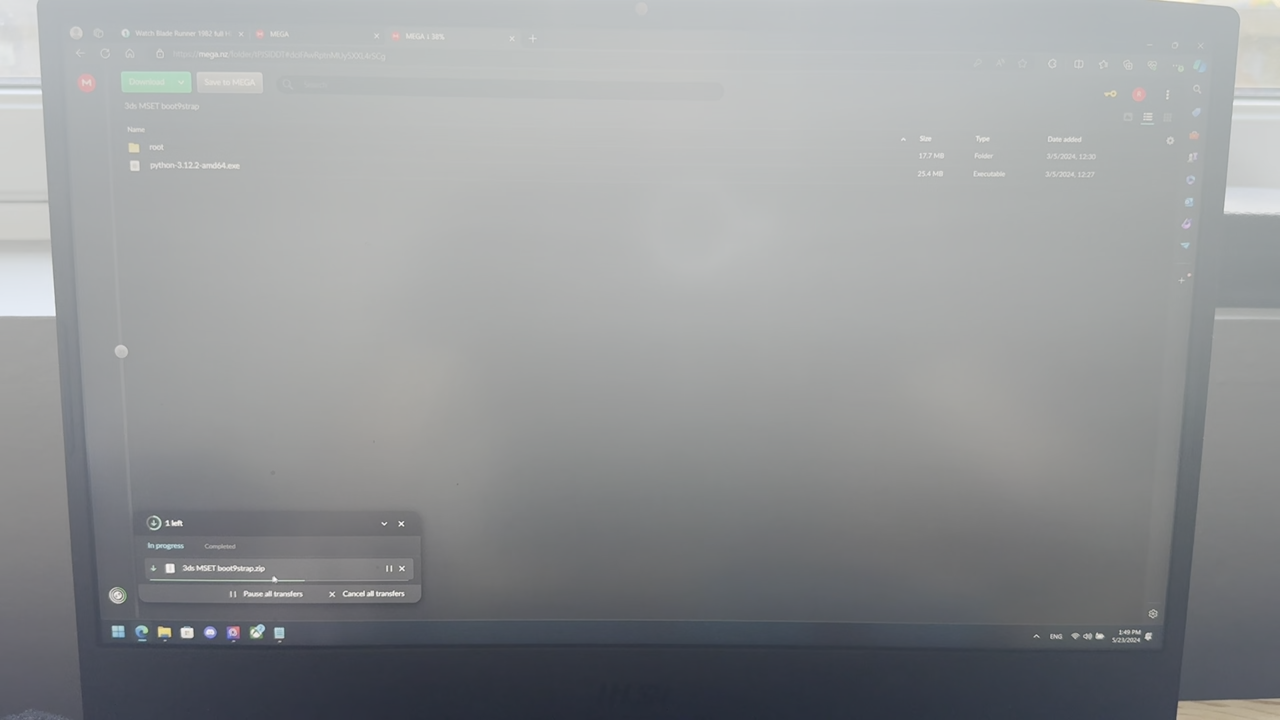 Watch Blade Runner 1982 full
MEGA
MEGA ↓ 38%
Download
Save to MEGA
Search
3ds MSET boot9strap
Name
Size
Type
Date added
root
17.7 MB
Folder
3/5/2024, 12:30
python-3.12.2-amd64.exe
25.4 MB
Executable
3/5/2024, 12:27
1 left
In progress
Completed
3ds MSET boot9strap.zip
Pause all transfers
Cancel all transfers
ENG
1:49 PM
5/23/2024